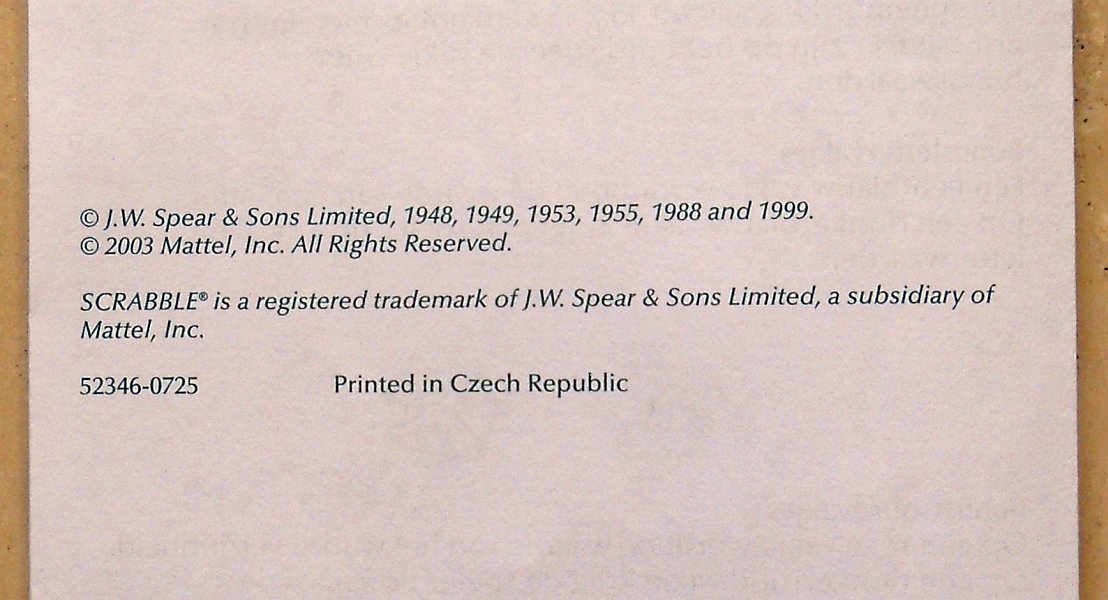 © J.W. Spear & Sons Limited, 1948, 1949, 1953, 1955, 1988 and 1999.
© 2003 Mattel, Inc. All Rights Reserved.
SCRABBLE® is a registered trademark of J.W. Spear & Sons Limited, a subsidiary of
Mattel, Inc.
52346-0725 Printed in Czech Republic